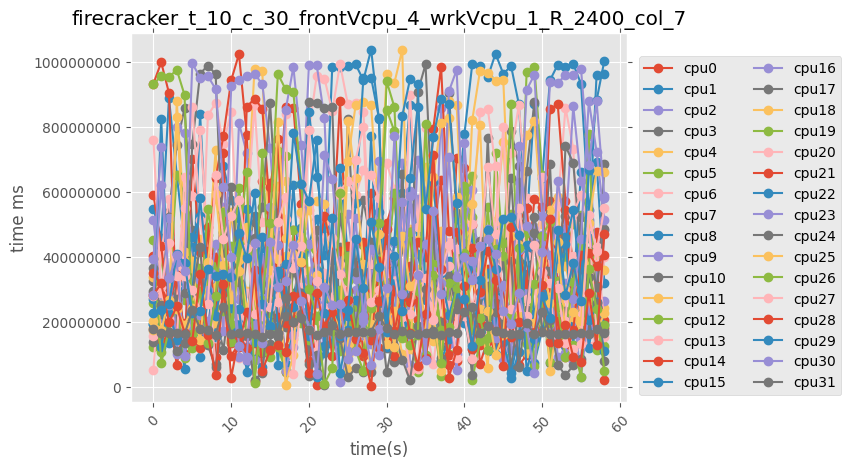 firecracker_t_10_c_30_frontVcpu_4_wrkVcpu_1_R_2400_col_7
time ms
1000000000
800000000
600000000
400000000
200000000
0
0
10
20
30
40
50
60
time(s)
cpu0
cpu1
cpu2
cpu3
cpu4
cpu5
cpu6
cpu7
cpu8
cpu9
cpu10
cpu11
cpu12
cpu13
cpu14
cpu15
cpu16
cpu17
cpu18
cpu19
cpu20
cpu21
cpu22
cpu23
cpu24
cpu25
cpu26
cpu27
cpu28
cpu29
cpu30
cpu31